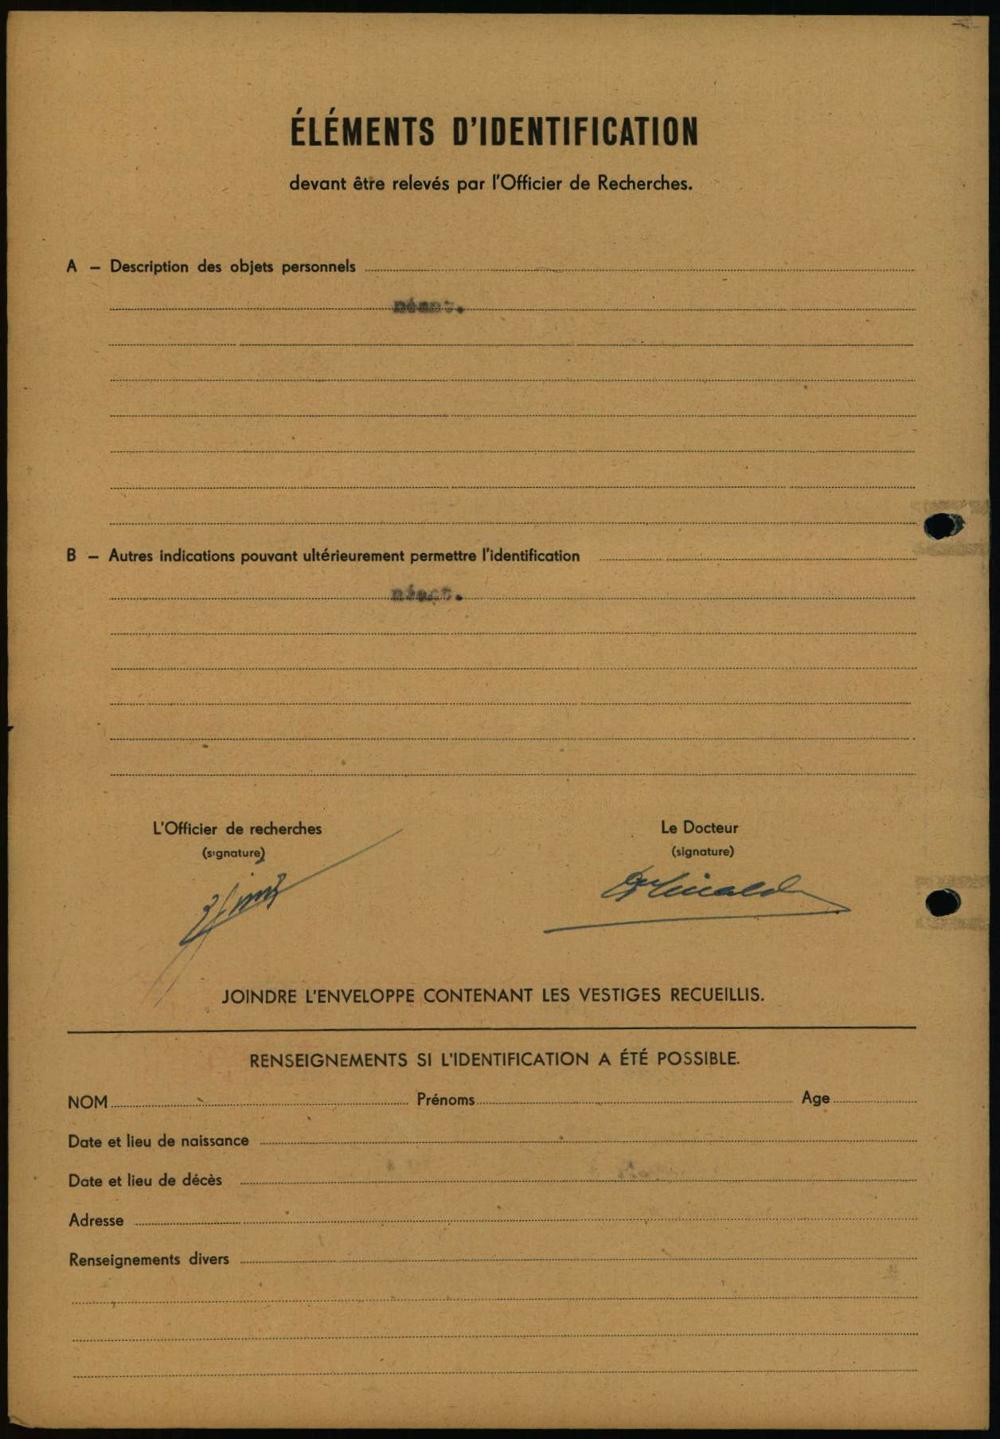 ÉLÉMENTS D'IDENTIFICATION
devant être relevés par l'Officier de Recherches.
A – Description des objets personnels
néant.
B – Autres indications pouvant ultérieurement permettre l'identification
néant.
L'Officier de recherches
(signature)
Le Docteur
(signature)
JOINDRE L'ENVELOPPE CONTENANT LES VESTIGES RECUEILLIS.
RENSEIGNEMENTS SI L'IDENTIFICATION A ÉTÉ POSSIBLE.
NOM Prénoms Age
Date et lieu de naissance
Date et lieu de décès
Adresse
Renseignements divers